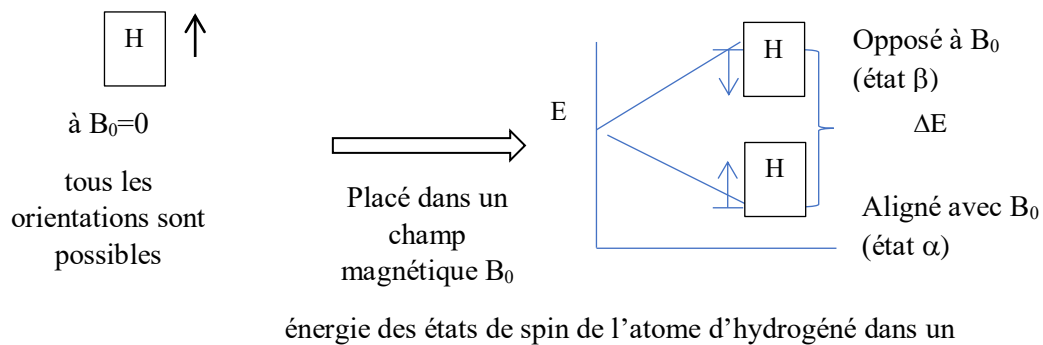 H
à B₀=0
tous les
orientations sont
possibles
Placé dans un
champ
magnétique B₀
E
H
H
Opposé à B₀
(état β)
ΔE
Aligné avec B₀
(état α)
énergie des états de spin de l’atome d’hydrogéné dans un